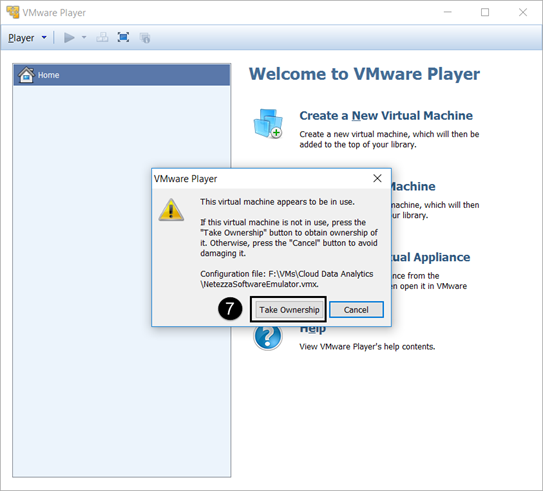 VMware Player
Player
Home
Welcome to VMware Player
Create a New Virtual Machine
Create a new virtual machine, which will then be
added to the top of your library.
Machine
which will then
ur library.
tual Appliance
ance from the
en open it in VMware
Help
View VMware Player's help contents.
VMware Player
This virtual machine appears to be in use.
If this virtual machine is not in use, press the
"Take Ownership" button to obtain ownership of
it. Otherwise, press the "Cancel" button to avoid
damaging it.
Configuration file: F:\VMs\Cloud Data Analytics
\NetezzaSoftwareEmulator.vmx.
7
Take Ownership
Cancel